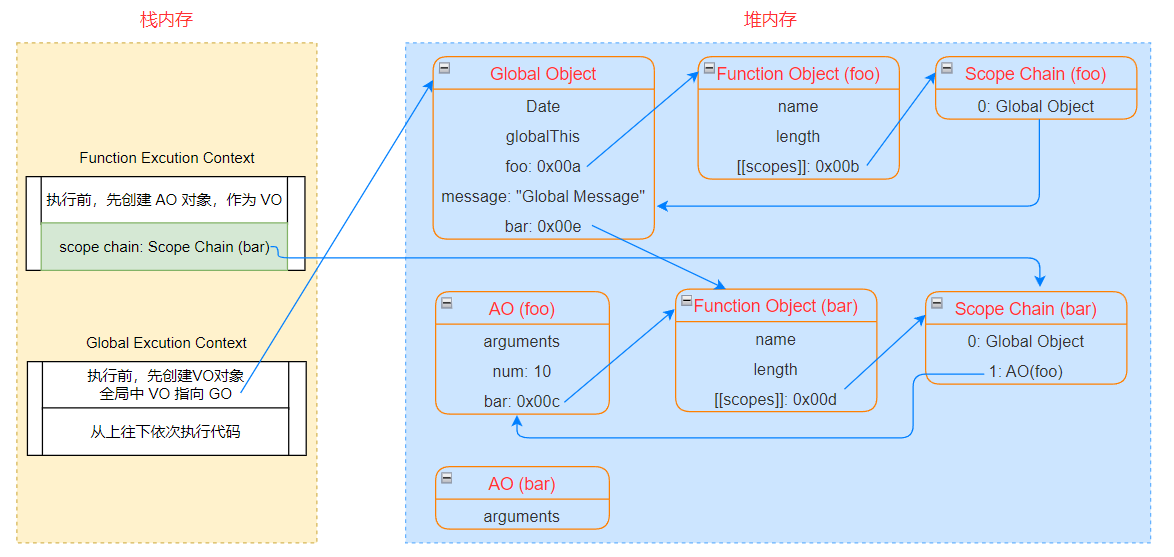 栈内存
Function Excution Context
执行前，先创建 AO 对象，作为 VO
scope chain: Scope Chain (bar)
Global Excution Context
执行前，先创建VO对象
全局中 VO 指向 GO
从上往下依次执行代码
堆内存
Global Object
Date
globalThis
foo: 0x00a
message: "Global Message"
bar: 0x00e
Function Object (foo)
name
length
[[scopes]]: 0x00b
Scope Chain (foo)
0: Global Object
AO (foo)
arguments
num: 10
bar: 0x00c
Function Object (bar)
name
length
[[scopes]]: 0x00d
Scope Chain (bar)
0: Global Object
1: AO(foo)
AO (bar)
arguments